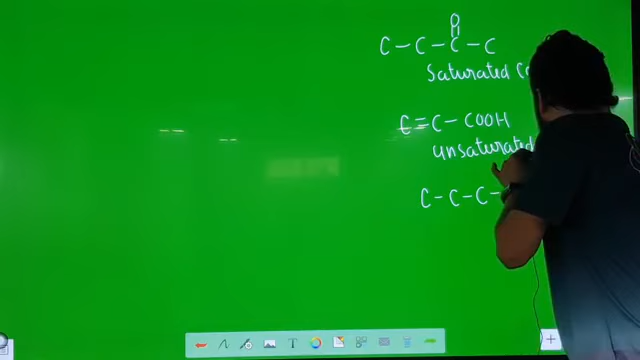 O
||
C – C – C – C
Saturated
C = C – COOH
Unsaturated
C – C – C –